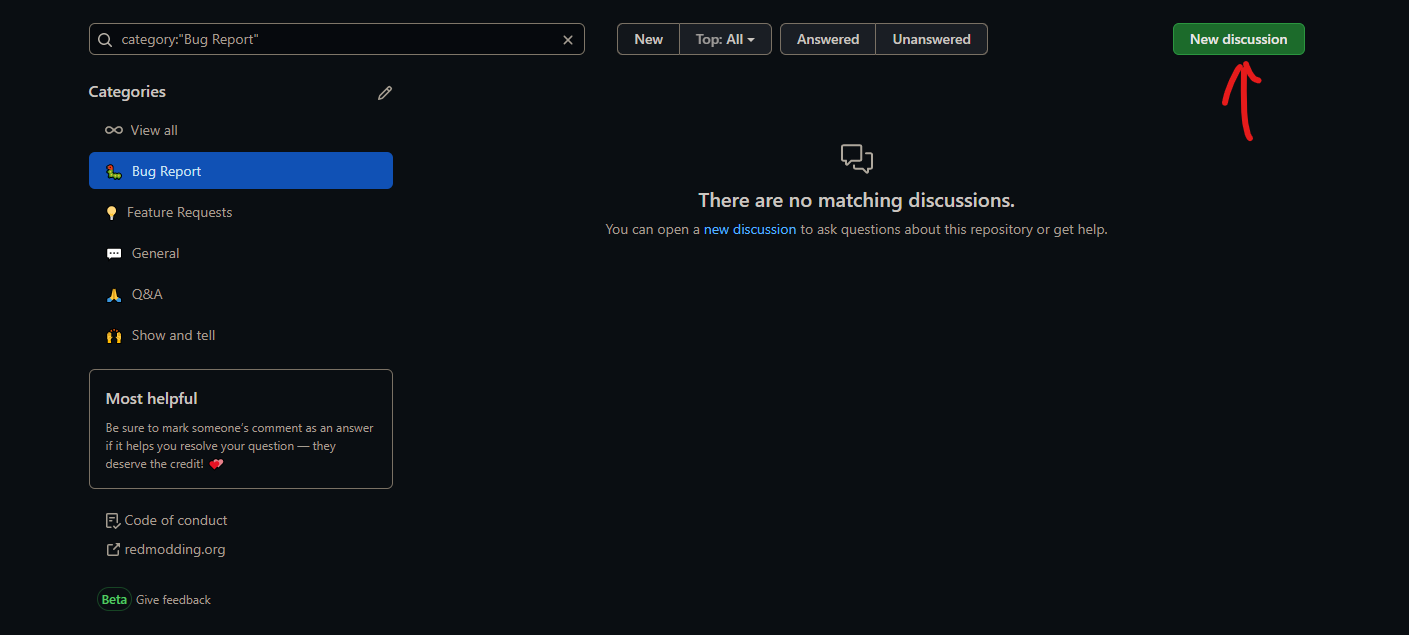 category:"Bug Report"
New
Top: All
Answered
Unanswered
New discussion
Categories
View all
Bug Report
Feature Requests
General
Q&A
Show and tell
Most helpful
Be sure to mark someone’s comment as an answer
if it helps you resolve your question — they
deserve the credit!
Code of conduct
redmodding.org
Beta Give feedback
There are no matching discussions.
You can open a new discussion to ask questions about this repository or get help.